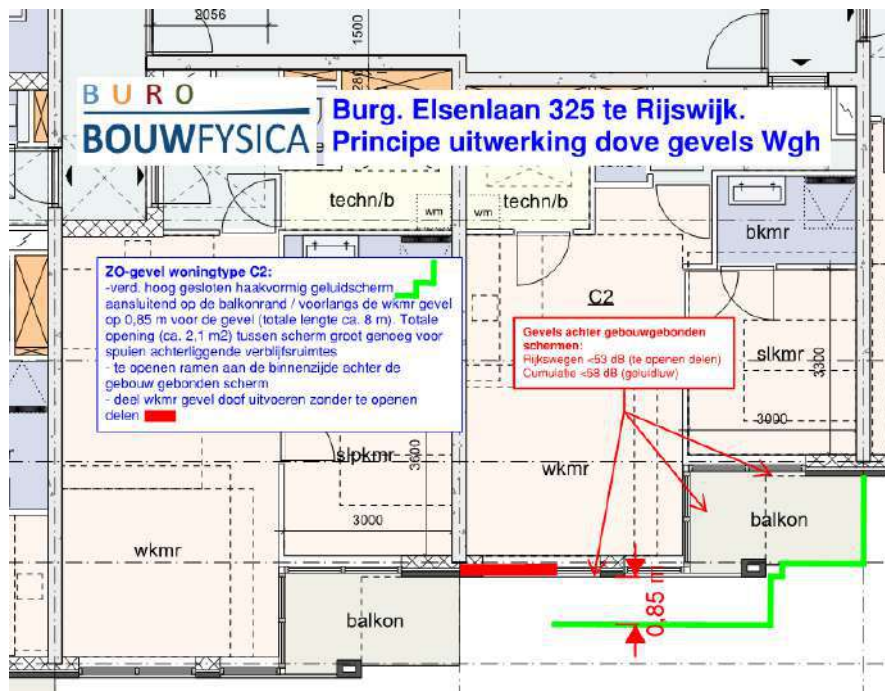 2056
1500
280
BURO
BOUWFYSICA
Burg. Elsenlaan 325 te Rijswijk.
Principe uitwerking dove gevels Wgh
techn/b
wm
wm
techn/b
bkmr
ZO-gevel woningtype C2:
-verd. hoog gesloten haakvormig geluidscherm
aansluitend op de balkonrand / voorlangs de wkmr gevel
op 0,85 m voor de gevel (totale lengte ca. 8 m). Totale
opening (ca. 2,1 m2) tussen scherm groot genoeg voor
spuien achterliggende verblijfsruimtes
- te openen ramen aan de binnenzijde achter de
gebouw gebonden scherm
- deel wkmr gevel doof uitvoeren zonder te openen
delen
C2
Gevels achter gebouwgebonden
schermen:
Rijkswegen <53 dB (te openen delen)
Cumulatie <58 dB (geluidluw)
slkmr
3300
3000
slpkmr
3600
3000
wkmr
wkmr
balkon
balkon
0,85 m